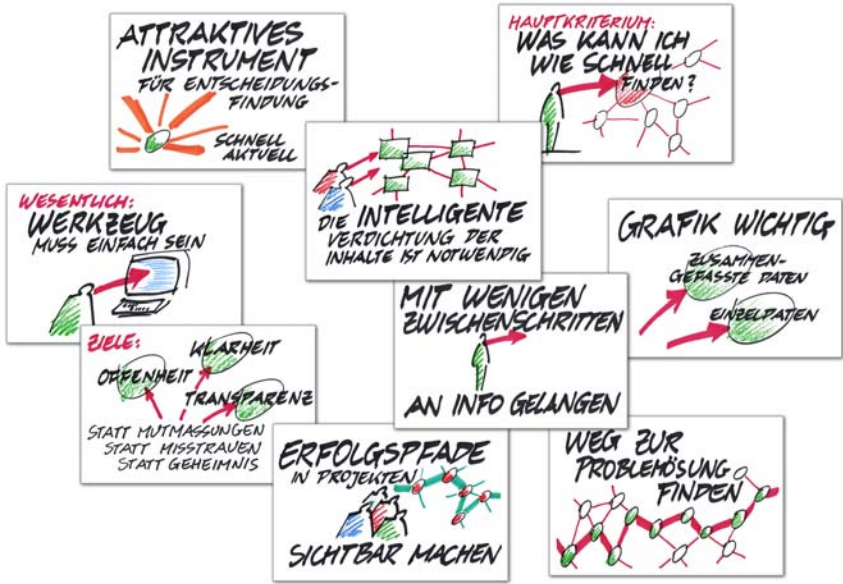 ATTRAKTIVES
INSTRUMENT
FÜR ENTSCHEIDUNGS-
FINDUNG
SCHNELL
AKTUELL
HAUPTKRITERIUM:
WAS KANN ICH
WIE SCHNELL
FINDEN?
DIE INTELLIGENTE
VERDICHTUNG DER
INHALTE IST NOTWENDIG
WESENTLICH:
WERKZEUG
MUSS EINFACH SEIN
GRAFIK WICHTIG
ZUSAMMEN-
GEFASSTE DATEN
EINZELDATEN
MIT WENIGEN
ZWISCHENSCHRITTEN
AN INFO GELANGEN
ZIELE:
KLARHEIT
OFFENHEIT
TRANSPARENZ
STATT MUTMASSUNGEN
STATT MISSTRAUEN
STATT GEHEIMNIS
ERFOLGSPFADE
IN PROJEKTEN
SICHTBAR MACHEN
WEG ZUR
PROBLEMÖSUNG
FINDEN